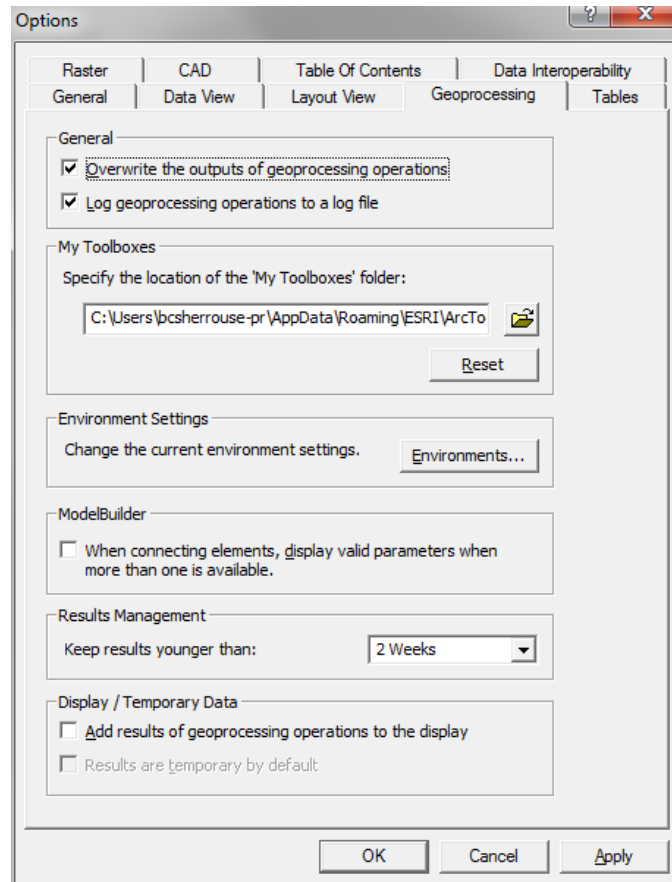 Options
Raster CAD Table Of Contents Data Interoperability
General Data View Layout View Geoprocessing Tables
General
Overwrite the outputs of geoprocessing operations
Log geoprocessing operations to a log file
My Toolboxes
Specify the location of the 'My Toolboxes' folder:
C:\Users\bcsherrouse-pr\AppData\Roaming\ESRI\ArcTo
Reset
Environment Settings
Change the current environment settings. Environments...
ModelBuilder
When connecting elements, display valid parameters when
more than one is available.
Results Management
Keep results younger than: 2 Weeks
Display / Temporary Data
Add results of geoprocessing operations to the display
Results are temporary by default
OK Cancel Apply